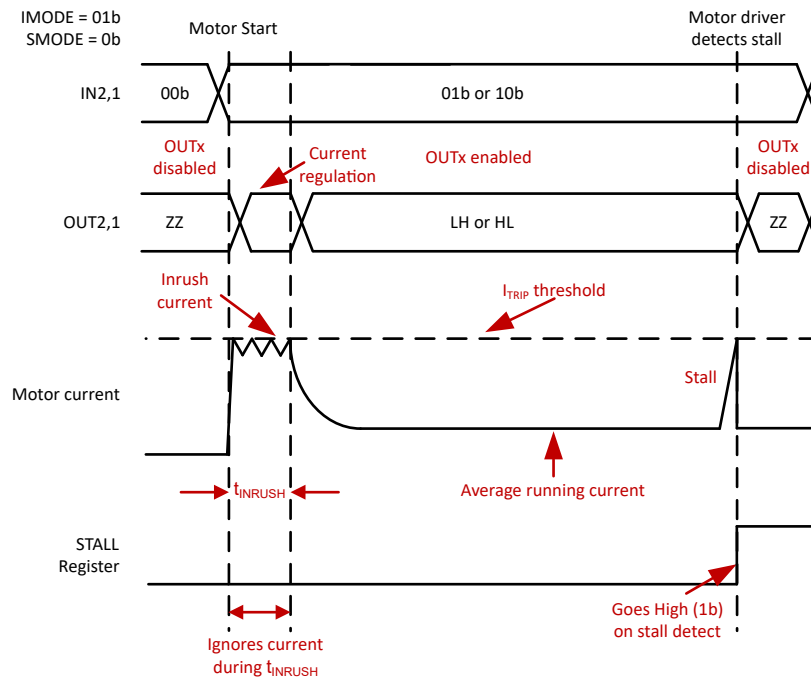 IMODE = 01b
SMODE = 0b
Motor Start
Motor driver
detects stall
IN2,1
00b
01b or 10b
OUTx
disabled
Current
regulation
OUTx enabled
OUTx
disabled
OUT2,1
ZZ
LH or HL
ZZ
Inrush
current
ITRIP threshold
Motor current
Stall
tINRUSH
Average running current
STALL
Register
Goes High (1b)
on stall detect
Ignores current
during tINRUSH